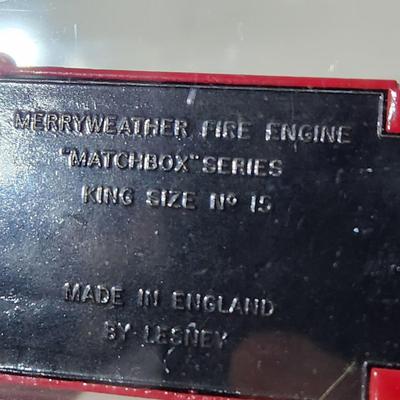 MERRYWEATHER FIRE ENGINE
"MATCHBOX" SERIES
KING SIZE Nº 15
MADE IN ENGLAND
BY LESNEY